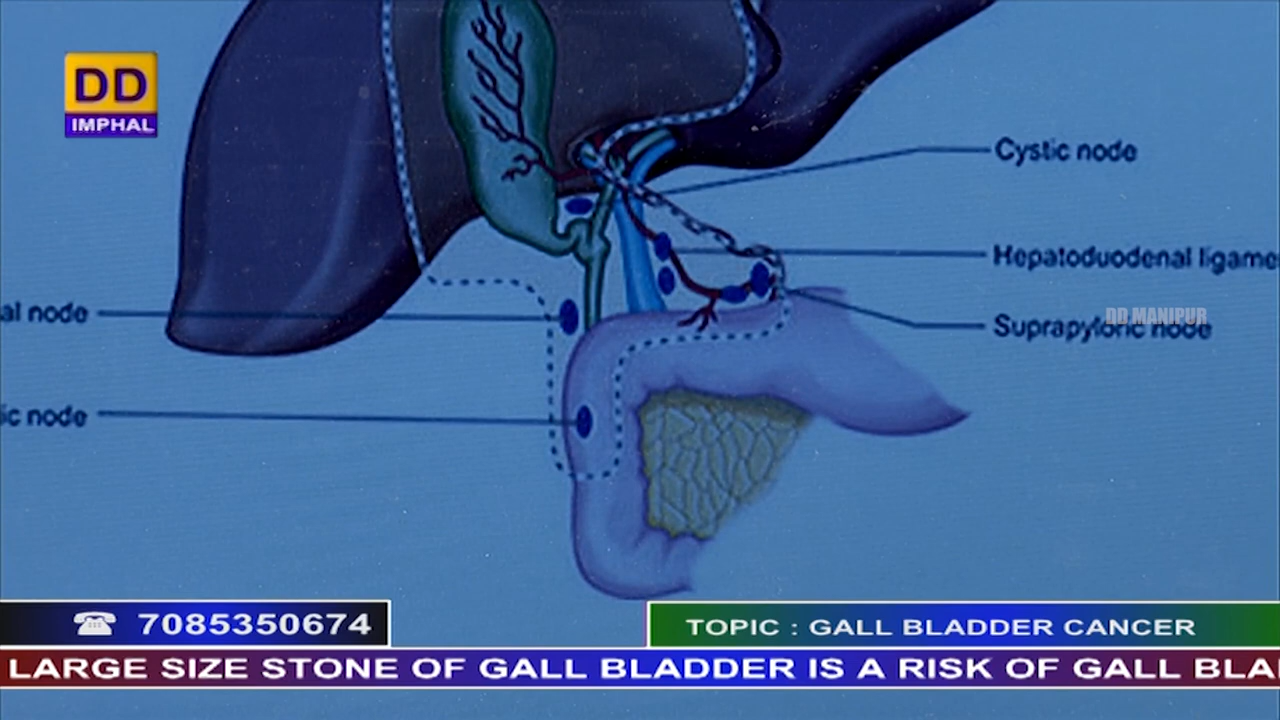 DD
IMPHAL
Cystic node
Hepatoduodenal ligame
al node
DD MANIPUR
Suprapyloric node
ic node
7085350674
TOPIC : GALL BLADDER CANCER
LARGE SIZE STONE OF GALL BLADDER IS A RISK OF GALL BLA